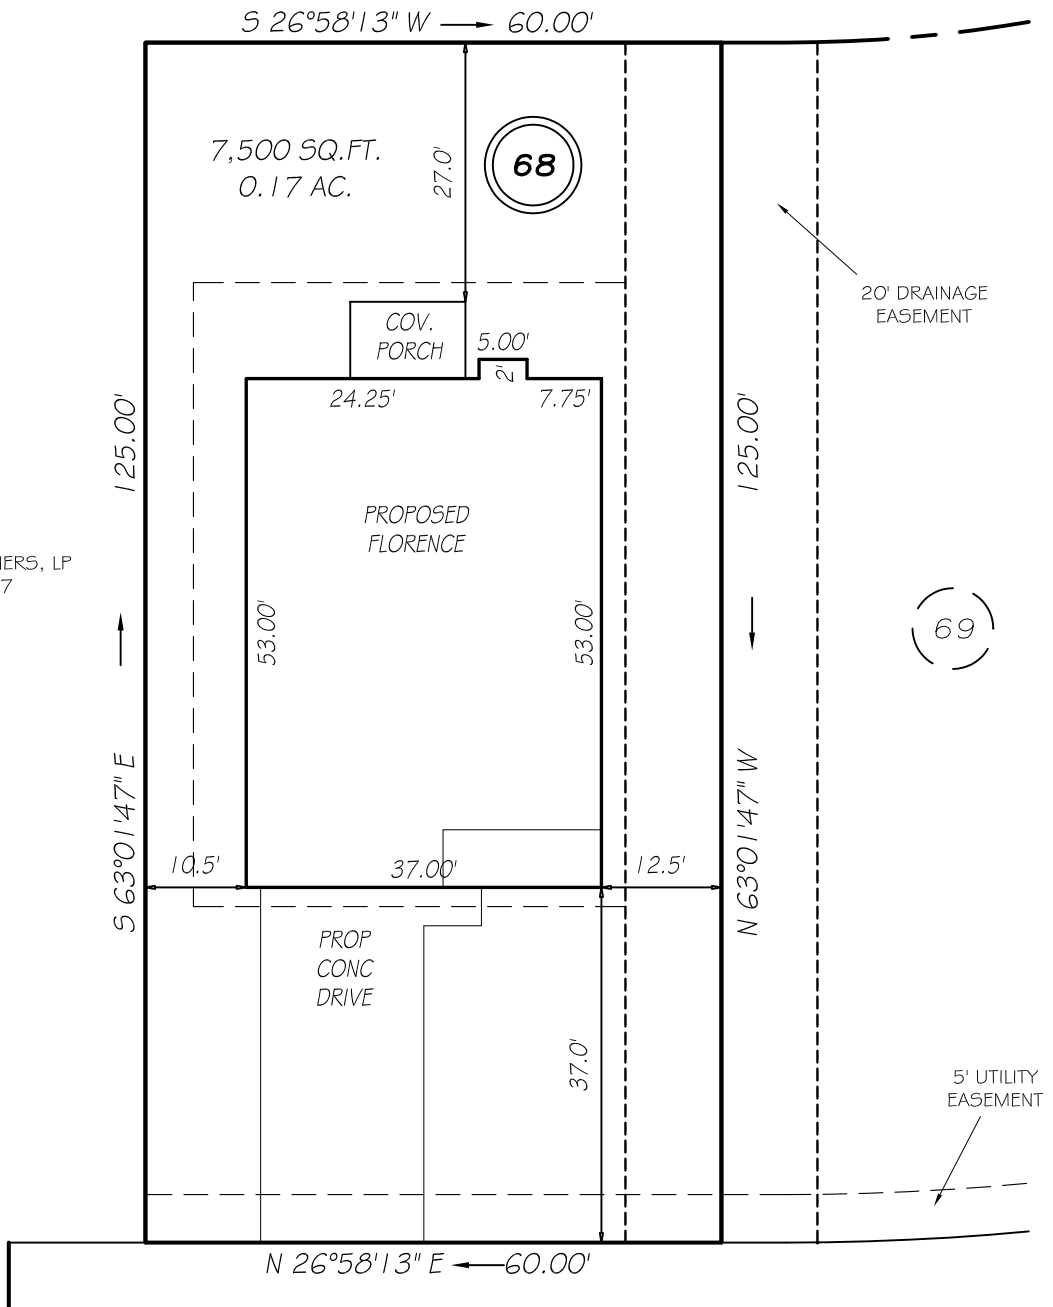 S 26°58'13" W 60.00'
7,500 SQ.FT.
0.17 AC.
27.0'
68
20' DRAINAGE
EASEMENT
COV.
PORCH
5.00'
2'
24.25'
7.75'
125.00'
125.00'
PROPOSED
FLORENCE
IERS, LP
7
53.00'
53.00'
69
S 63°01'47" E
N 63°01'47" W
10.5'
37.00'
12.5'
PROP
CONC
DRIVE
37.0'
5' UTILITY
EASEMENT
N 26°58'13" E 60.00'